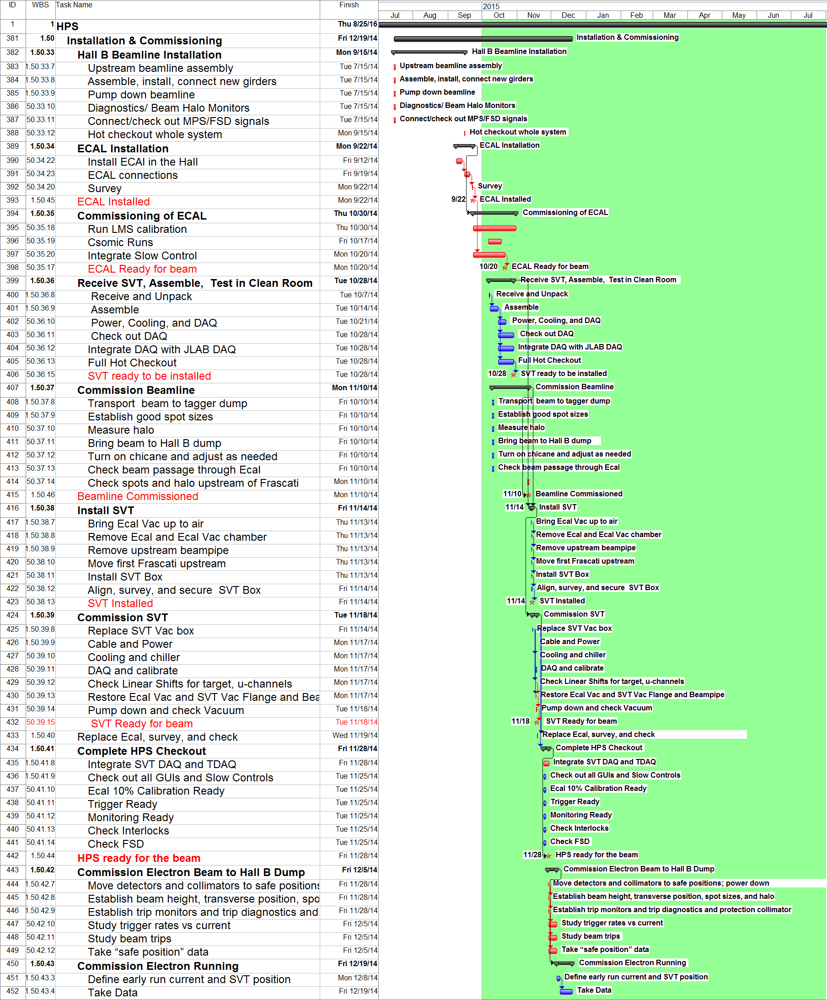 ID WBS Task Name Finish 2015
Jul Aug Sep Oct Nov Dec Jan Feb Mar Apr May Jun Jul
1 1 HPS Thu 8/25/16
381 1.50 Installation & Commissioning Fri 12/19/14 Installation & Commissioning
382 1.50.33 Hall B Beamline Installation Mon 9/15/14 Hall B Beamline Installation
383 1.50.33.7 Upstream beamline assembly Tue 7/15/14 Upstream beamline assembly
384 1.50.33.8 Assemble, install, connect new girders Tue 7/15/14 Assemble, install, connect new girders
385 1.50.33.9 Pump down beamline Tue 7/15/14 Pump down beamline
386 50.33.10 Diagnostics/ Beam Halo Monitors Tue 7/15/14 Diagnostics/ Beam Halo Monitors
387 50.33.11 Connect/check out MPS/FSD signals Tue 7/15/14 Connect/check out MPS/FSD signals
388 50.33.12 Hot checkout whole system Mon 9/15/14 Hot checkout whole system
389 1.50.34 ECAL Installation Mon 9/22/14 ECAL Installation
390 50.34.22 Install ECAl in the Hall Fri 9/12/14
391 50.34.23 ECAL connections Fri 9/19/14
392 50.34.20 Survey Mon 9/22/14 Survey
393 1.50.45 ECAL Installed Mon 9/22/14 9/22 ECAL Installed
394 1.50.35 Commissioning of ECAL Thu 10/30/14 Commissioning of ECAL
395 50.35.18 Run LMS calibration Thu 10/30/14
396 50.35.19 Csomic Runs Fri 10/17/14
397 50.35.20 Integrate Slow Control Mon 10/20/14
398 50.35.17 ECAL Ready for beam Mon 10/20/14 10/20 ECAL Ready for beam
399 1.50.36 Receive SVT, Assemble, Test in Clean Room Tue 10/28/14 Receive SVT, Assemble, Test in Clean Room
400 1.50.36.8 Receive and Unpack Tue 10/7/14 Receive and Unpack
401 1.50.36.9 Assemble Tue 10/14/14 Assemble
402 50.36.10 Power, Cooling, and DAQ Tue 10/21/14 Power, Cooling, and DAQ
403 50.36.11 Check out DAQ Tue 10/28/14 Check out DAQ
404 50.36.12 Integrate DAQ with JLAB DAQ Tue 10/28/14 Integrate DAQ with JLAB DAQ
405 50.36.13 Full Hot Checkout Tue 10/28/14 Full Hot Checkout
406 50.36.15 SVT ready to be installed Tue 10/28/14 10/28 SVT ready to be installed
407 1.50.37 Commission Beamline Mon 11/10/14 Commission Beamline
408 1.50.37.8 Transport beam to tagger dump Fri 10/10/14 Transport beam to tagger dump
409 1.50.37.9 Establish good spot sizes Fri 10/10/14 Establish good spot sizes
410 50.37.10 Measure halo Fri 10/10/14 Measure halo
411 50.37.11 Bring beam to Hall B dump Fri 10/10/14 Bring beam to Hall B dump
412 50.37.12 Turn on chicane and adjust as needed Fri 10/10/14 Turn on chicane and adjust as needed
413 50.37.13 Check beam passage through Ecal Fri 10/10/14 Check beam passage through Ecal
414 50.37.14 Check spots and halo upstream of Frascati Mon 11/10/14
415 1.50.46 Beamline Commissioned Mon 11/10/14 11/10 Beamline Commissioned
416 1.50.38 Install SVT Fri 11/14/14 11/14 Install SVT
417 1.50.38.7 Bring Ecal Vac up to air Thu 11/13/14 Bring Ecal Vac up to air
418 1.50.38.8 Remove Ecal and Ecal Vac chamber Thu 11/13/14 Remove Ecal and Ecal Vac chamber
419 1.50.38.9 Remove upstream beampipe Thu 11/13/14 Remove upstream beampipe
420 50.38.10 Move first Frascati upstream Thu 11/13/14 Move first Frascati upstream
421 50.38.11 Install SVT Box Thu 11/13/14 Install SVT Box
422 50.38.12 Align, survey, and secure SVT Box Fri 11/14/14 Align, survey, and secure SVT Box
423 50.38.13 SVT Installed Fri 11/14/14 11/14 SVT Installed
424 1.50.39 Commission SVT Tue 11/18/14 Commission SVT
425 1.50.39.8 Replace SVT Vac box Fri 11/14/14 Replace SVT Vac box
426 1.50.39.9 Cable and Power Mon 11/17/14 Cable and Power
427 50.39.10 Cooling and chiller Mon 11/17/14 Cooling and chiller
428 50.39.11 DAQ and calibrate Mon 11/17/14 DAQ and calibrate
429 50.39.12 Check Linear Shifts for target, u-channels Mon 11/17/14 Check Linear Shifts for target, u-channels
430 50.39.13 Restore Ecal Vac and SVT Vac Flange and Bea Mon 11/17/14 Restore Ecal Vac and SVT Vac Flange and Beampipe
431 50.39.14 Pump down and check Vacuum Tue 11/18/14 Pump down and check Vacuum
432 50.39.15 SVT Ready for beam Tue 11/18/14 11/18 SVT Ready for beam
433 1.50.40 Replace Ecal, survey, and check Wed 11/19/14 Replace Ecal, survey, and check
434 1.50.41 Complete HPS Checkout Fri 11/28/14 Complete HPS Checkout
435 1.50.41.8 Integrate SVT DAQ and TDAQ Fri 11/28/14 Integrate SVT DAQ and TDAQ
436 1.50.41.9 Check out all GUIs and Slow Controls Tue 11/25/14 Check out all GUIs and Slow Controls
437 50.41.10 Ecal 10% Calibration Ready Tue 11/25/14 Ecal 10% Calibration Ready
438 50.41.11 Trigger Ready Tue 11/25/14 Trigger Ready
439 50.41.12 Monitoring Ready Tue 11/25/14 Monitoring Ready
440 50.41.13 Check Interlocks Tue 11/25/14 Check Interlocks
441 50.41.14 Check FSD Tue 11/25/14 Check FSD
442 1.50.44 HPS ready for the beam Fri 11/28/14 11/28 HPS ready for the beam
443 1.50.42 Commission Electron Beam to Hall B Dump Fri 12/5/14 Commission Electron Beam to Hall B Dump
444 1.50.42.7 Move detectors and collimators to safe positions Fri 11/28/14 Move detectors and collimators to safe positions; power down
445 1.50.42.8 Establish beam height, transverse position, spo Fri 11/28/14 Establish beam height, transverse position, spot sizes, and halo
446 1.50.42.9 Establish trip monitors and trip diagnostics and Fri 11/28/14 Establish trip monitors and trip diagnostics and protection collimator
447 50.42.10 Study trigger rates vs current Fri 12/5/14 Study trigger rates vs current
448 50.42.11 Study beam trips Fri 12/5/14 Study beam trips
449 50.42.12 Take “safe position” data Fri 12/5/14 Take “safe position” data
450 1.50.43 Commission Electron Running Fri 12/19/14 Commission Electron Running
451 1.50.43.3 Define early run current and SVT position Mon 12/8/14 Define early run current and SVT position
452 1.50.43.4 Take Data Fri 12/19/14 Take Data